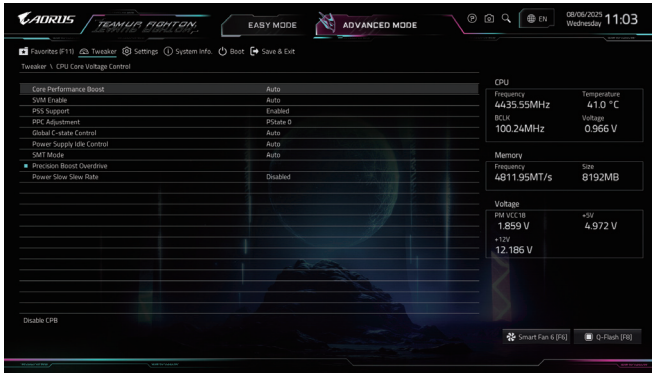 AORUS TEAM UP. FIGHT ON. EASY MODE ADVANCED MODE EN 08/06/2025 Wednesday 11:03
Favorites (F11) Tweaker Settings System Info. Boot Save & Exit
Tweaker \ CPU Core Voltage Control
Core Performance Boost Auto
SVM Enable Auto
PSS Support Enabled
PPC Adjustment PState 0
Global C-state Control Auto
Power Supply Idle Control Auto
SMT Mode Auto
Precision Boost Overdrive
Power Slow Slew Rate Disabled
Disable CPB
CPU
Frequency Temperature
4435.55MHz 41.0 °C
BCLK Voltage
100.24MHz 0.966 V
Memory
Frequency Size
4811.95MT/s 8192MB
Voltage
PM VCC18 +5V
1.859 V 4.972 V
+12V
12.186 V
Smart Fan 6 [F6] Q-Flash [F8]